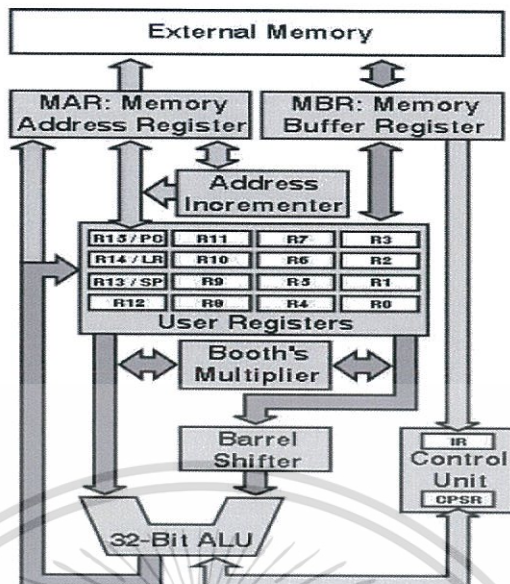 External Memory
MAR: Memory
Address Register
MBR: Memory
Buffer Register
Address
Incrementer
R15/PC R11 R7 R3
R14/LR R10 R6 R2
R13/SP R9 R5 R1
R12 R8 R4 R0
User Registers
Booth's
Multiplier
Barrel
Shifter
IR
Control
Unit
CPSR
32-Bit ALU